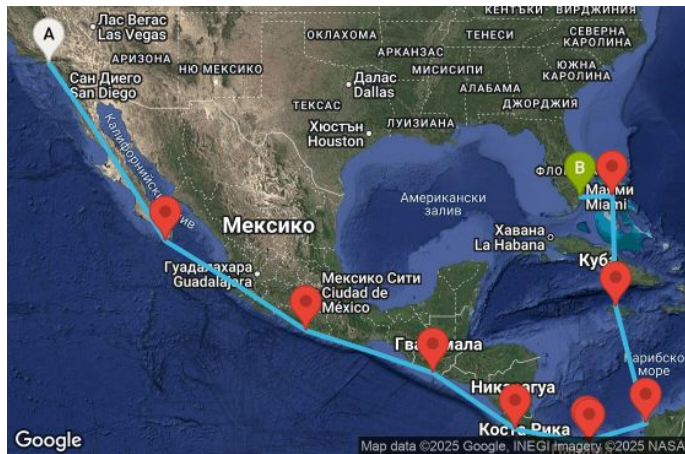 A
Лас Вегас
Las Vegas
КЕНТЪКИ
ВИРДЖИНИЯ
ОКЛАХОМА
ТЕНЕСИ
СЕВЕРНА
КАРОЛИНА
АРИЗОНА
НЮ МЕКСИКО
АРКАНЗАС
МИСИСИПИ
ЮЖНА
КАРОЛИНА
Сан Диего
San Diego
Далас
Dallas
АЛАБАМА
ТЕКСАС
ДЖОРДЖИЯ
Хюстън
Houston
ЛУИЗИАНА
Калифорнийски
B
Маями
Miami
Американски
залив
Мексико
Хавана
La Habana
Куба
Гуадалахара
Guadalajara
Мексико Сити
Ciudad de
México
Карибско
море
Коста Рика
Google
Map data ©2025 Google, INEGI Imagery ©2025 NASA